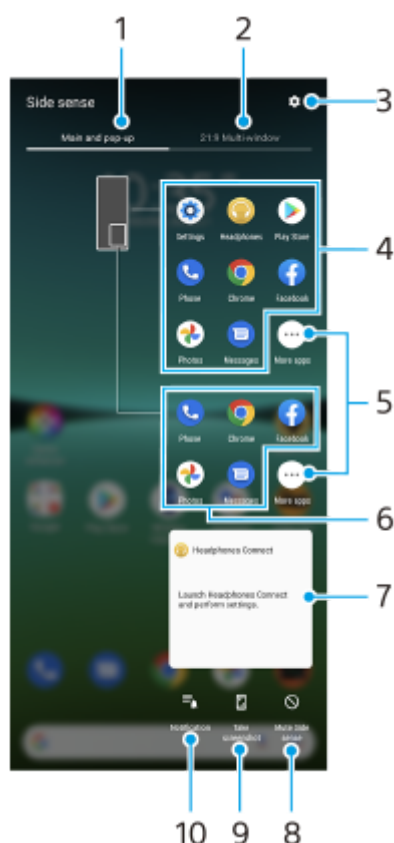 1
2
Side sense
3
Main and pop-up
21:9 Multi-window
Settings
Headphones
Play Store
4
Phone
Chrome
Facebook
Photos
Messages
More apps
5
Phone
Chrome
Facebook
Photos
Messages
More apps
6
Headphones Connect
Launch Headphones Connect
and perform settings.
7
Notification
Take
screenshot
Mute Side
sense
10
9
8